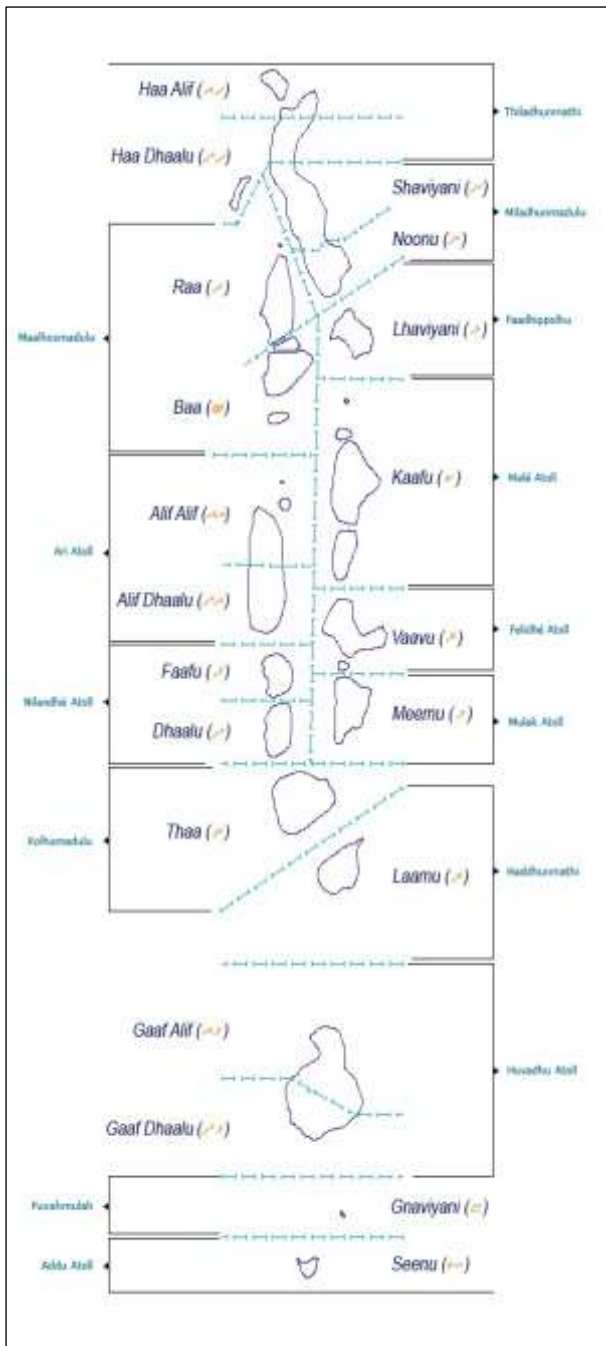 Haa Alif
Thiladhunmathi
Haa Dhaalu
Shaviyani
Miladhunmadulu
Noonu
Raa
Lhaviyani
Faadhippolhu
Maalhosmadulu
Baa
Kaafu
Malé Atoll
Alif Alif
Ari Atoll
Alif Dhaalu
Vaavu
Felidhé Atoll
Faafu
Nilandhé Atoll
Meemu
Mulak Atoll
Dhaalu
Thaa
Kolhumadulu
Laamu
Haddhunmathi
Gaaf Alif
Huvadhu Atoll
Gaaf Dhaalu
Fuvahmulah
Gnaviyani
Addu Atoll
Seenu